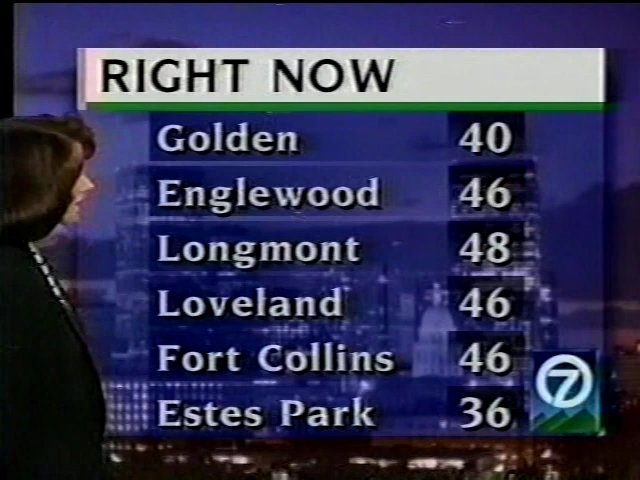 RIGHT NOW
Golden 40
Englewood 46
Longmont 48
Loveland 46
Fort Collins 46
Estes Park 36
7